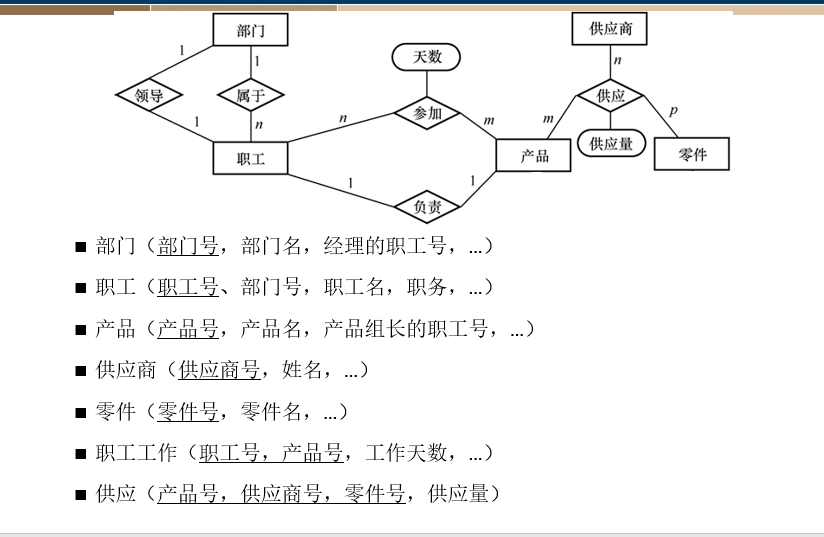 部门
供应商
1
1
天数
n
领导
属于
供应
参加
1
n
n
m
m
p
供应量
职工
产品
零件
1
1
负责
■ 部门（部门号，部门名，经理的职工号，…）
■ 职工（职工号、部门号，职工名，职务，…）
■ 产品（产品号，产品名，产品组长的职工号，…）
■ 供应商（供应商号，姓名，…）
■ 零件（零件号，零件名，…）
■ 职工工作（职工号，产品号，工作天数，…）
■ 供应（产品号，供应商号，零件号，供应量）